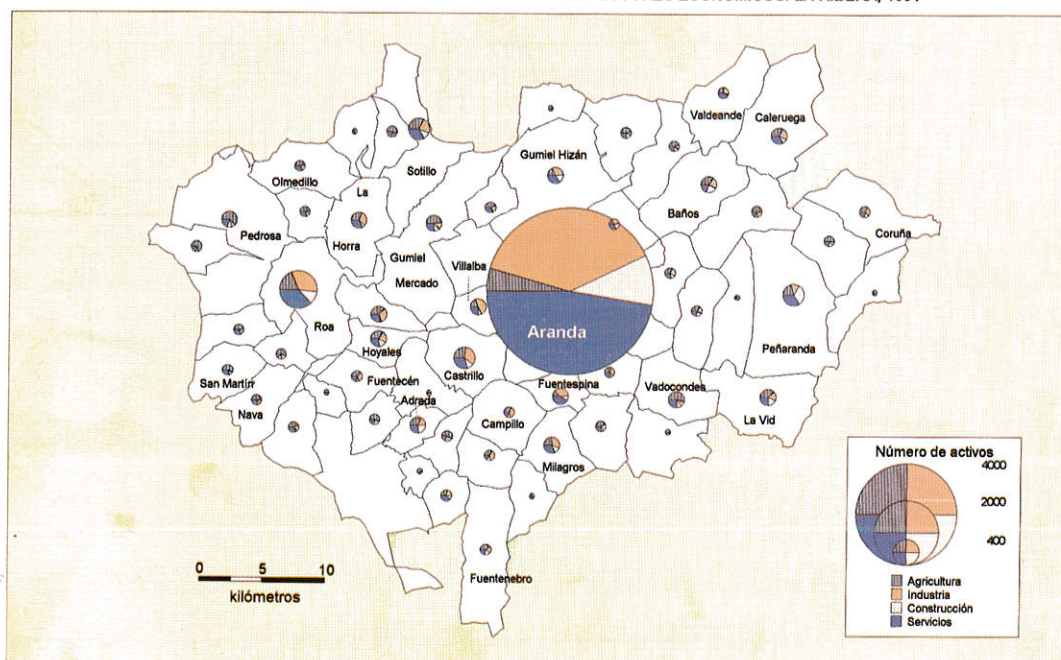 Valdeande
Caleruega
Gumiel Hizán
Sotillo
Olmedillo
La
Horra
Baños
Coruña
Pedrosa
Gumiel
Mercado
Villalba
Aranda
Roa
Peñaranda
Hoyales
San Martín
Fuentecén
Castrillo
Fuentespina
Vadocondes
Adrada
Nava
Campillo
La Vid
Milagros
Fuentenebro
0 5 10
kilómetros
Número de activos
4000
2000
400
Agricultura
Industria
Construcción
Servicios